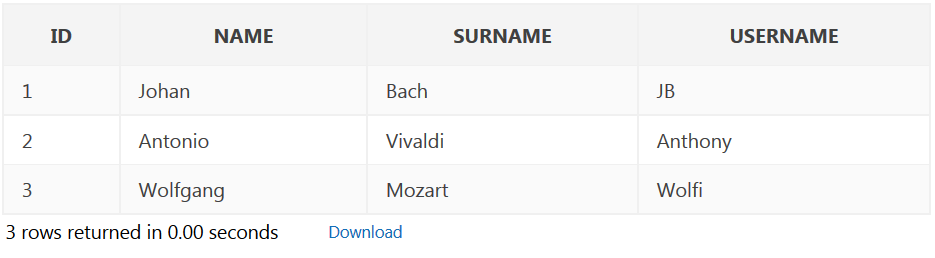 ID NAME SURNAME USERNAME
1 Johan Bach JB
2 Antonio Vivaldi Anthony
3 Wolfgang Mozart Wolfi
3 rows returned in 0.00 seconds Download